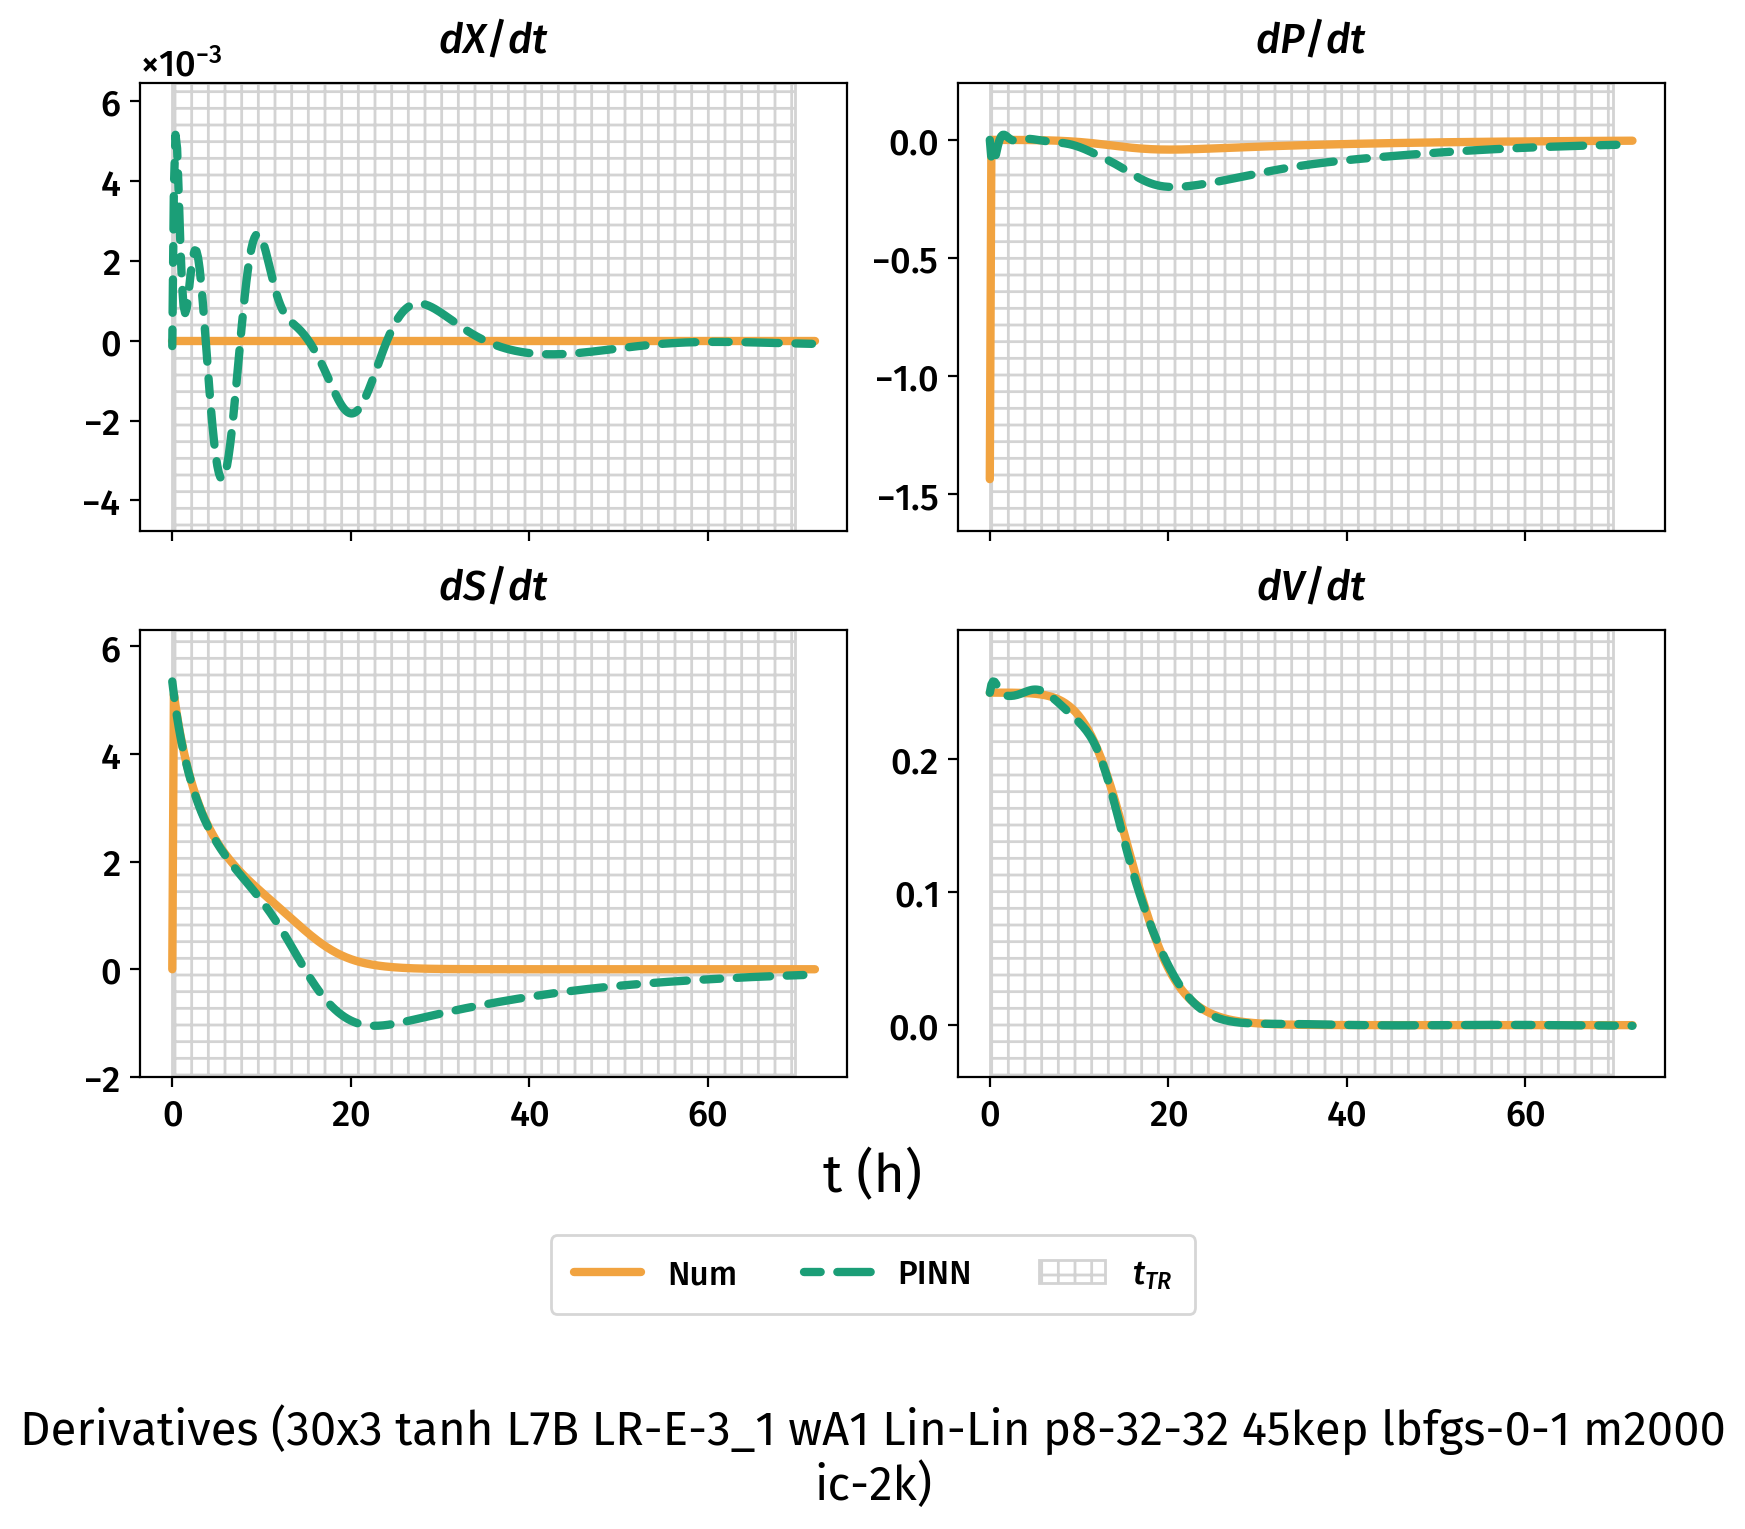 dX/dt
dP/dt
×10⁻³
6
4
2
0
−2
−4
0.0
−0.5
−1.0
−1.5
dS/dt
dV/dt
6
4
2
0
−2
0.2
0.1
0.0
0 20 40 60
0 20 40 60
t (h)
Num PINN t_TR
Derivatives (30x3 tanh L7B LR-E-3_1 wA1 Lin-Lin p8-32-32 45kep lbfgs-0-1 m2000
ic-2k)